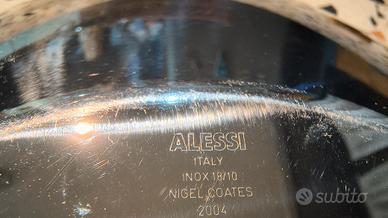 ALESSI
ITALY
INOX 18/10
NIGEL COATES
2004
subito